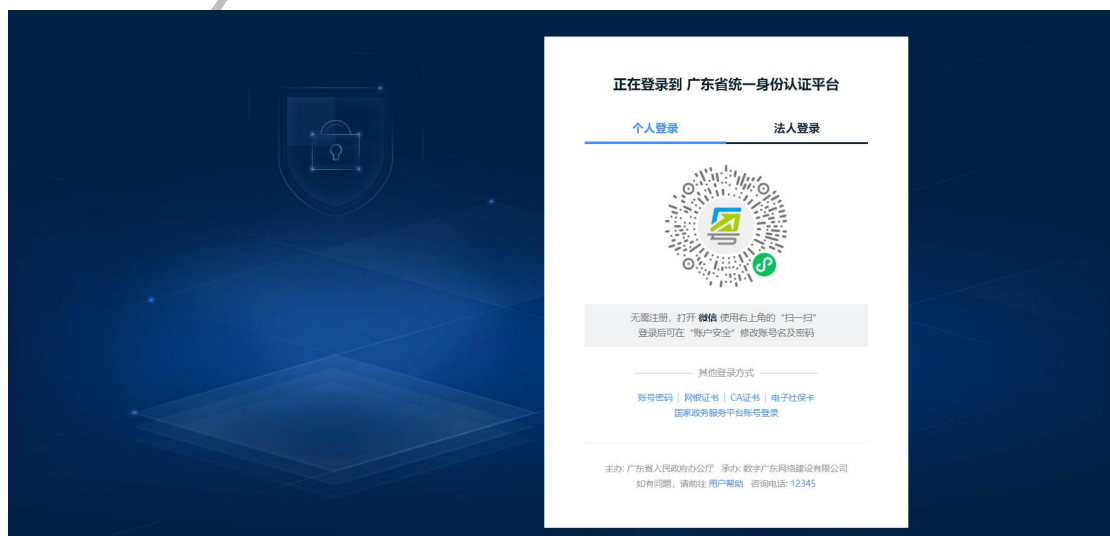 正在登录到 广东省统一身份认证平台
个人登录 法人登录
无需注册，打开 微信 使用右上角的 “扫一扫”
登录后可在 “账户安全” 修改账号名及密码
其他登录方式
账号密码 | 网银证书 | CA证书 | 电子社保卡
国家政务服务平台账号登录
主办: 广东省人民政府办公厅 承办: 数字广东网络建设有限公司
如有问题，请前往 用户帮助 咨询电话: 12345